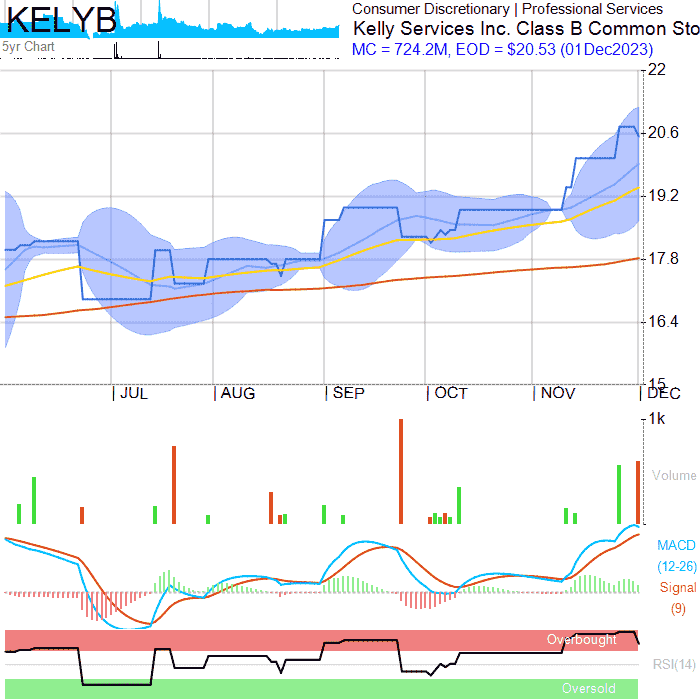 KELYB
Consumer Discretionary | Professional Services
Kelly Services Inc. Class B Common Sto
MC = 724.2M, EOD = $20.53 (01Dec2023)
5yr Chart
22
20.6
19.2
17.8
16.4
15
JUL AUG SEP OCT NOV DEC
1k
Volume
MACD
(12-26)
Signal
(9)
Overbought
RSI(14)
Oversold